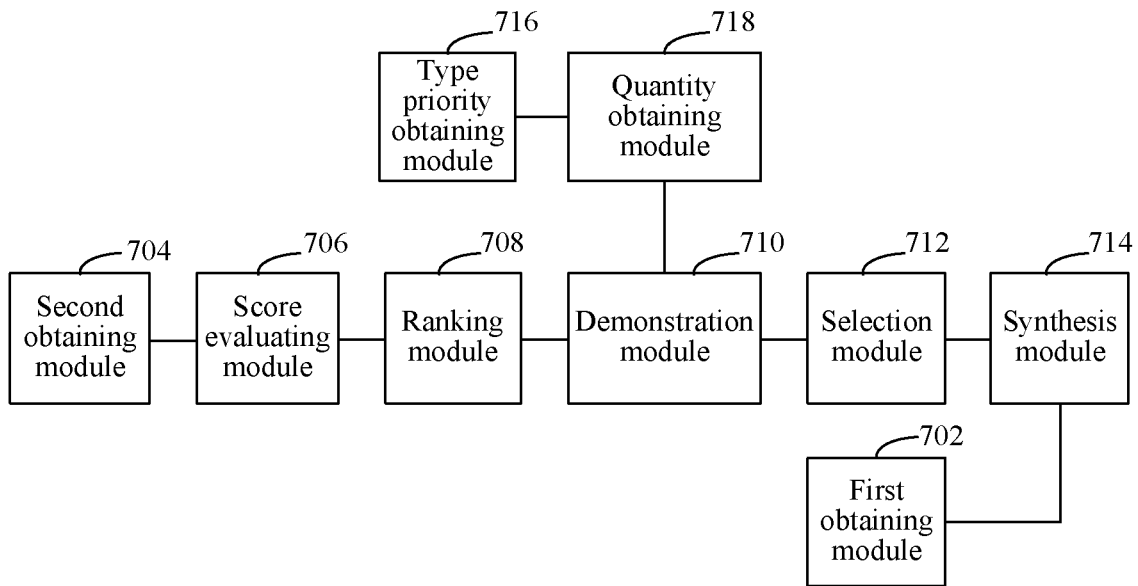 716
Type
priority
obtaining
module
718
Quantity
obtaining
module
704
Second
obtaining
module
706
Score
evaluating
module
708
Ranking
module
710
Demonstration
module
712
Selection
module
714
Synthesis
module
702
First
obtaining
module